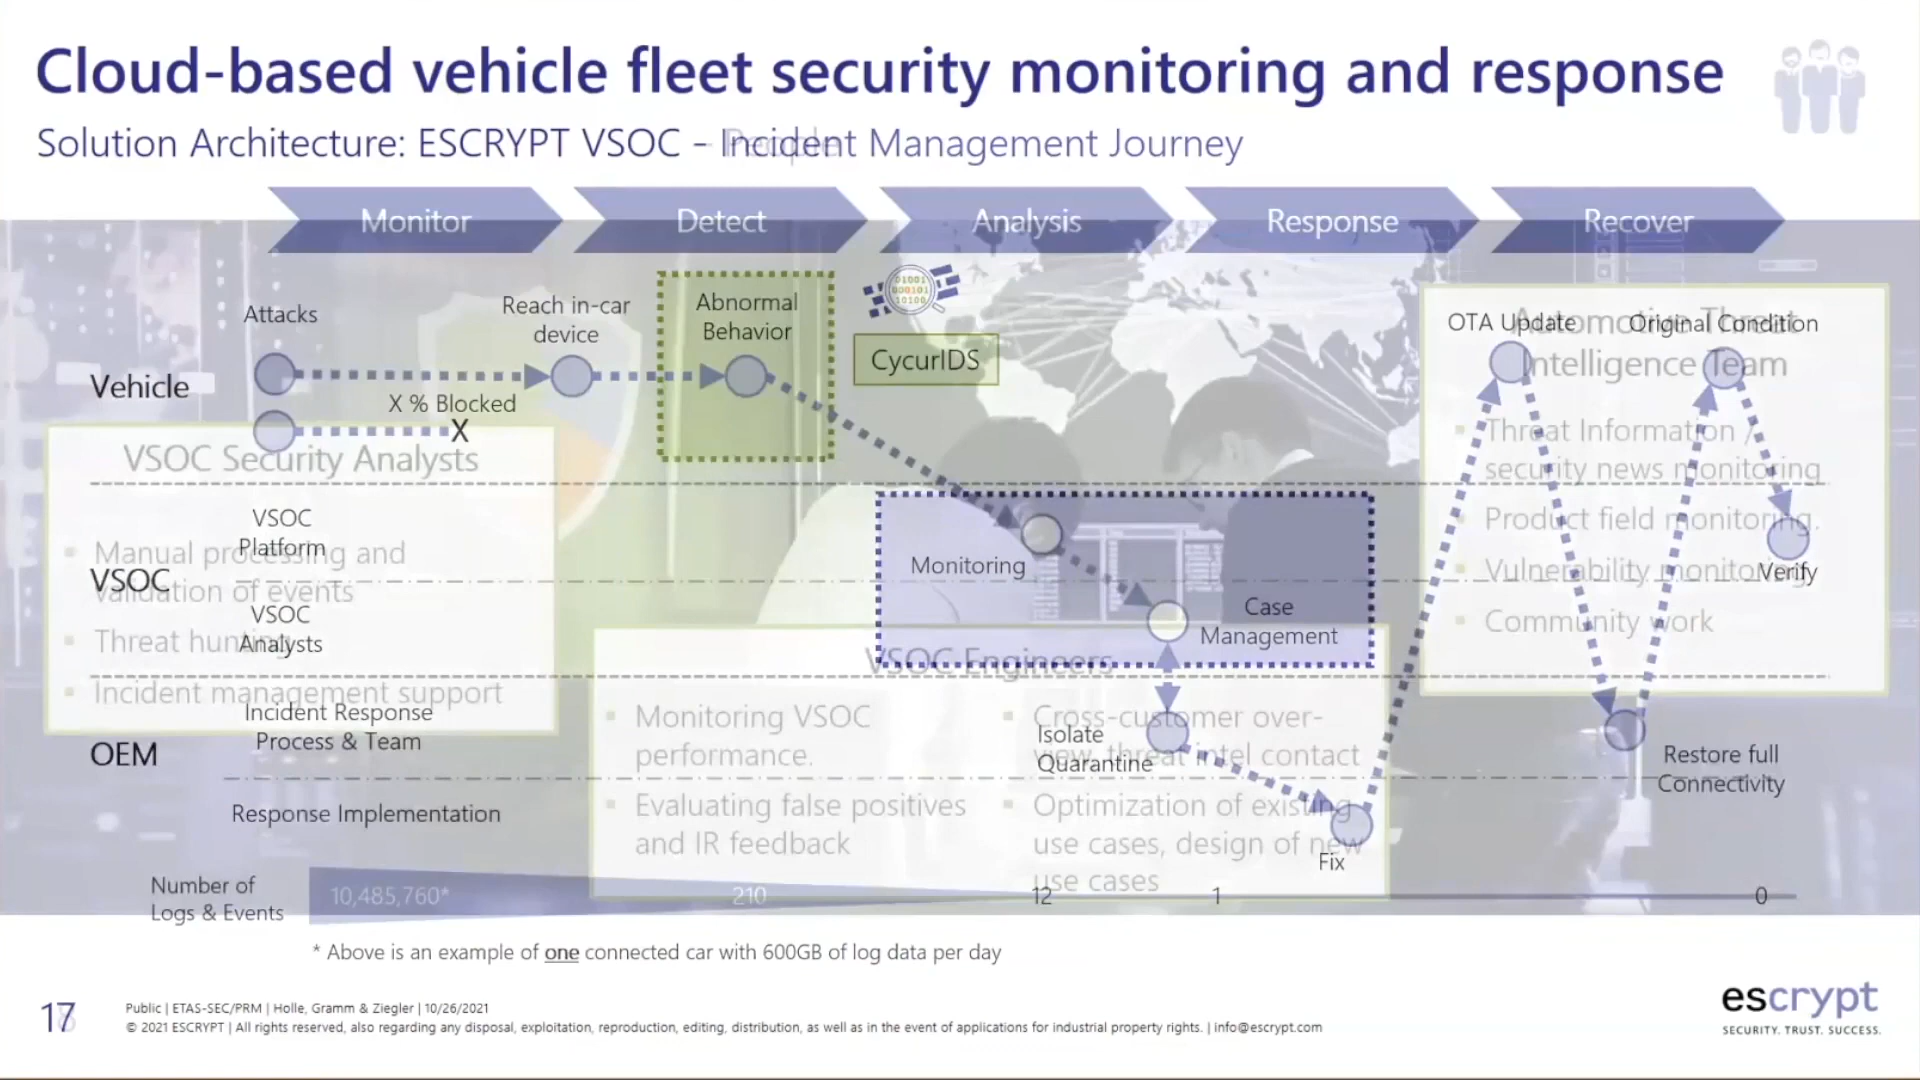 Cloud-based vehicle fleet security monitoring and response
Solution Architecture: ESCRYPT VSOC – Incident Management Journey
People
Monitor
Detect
Analysis
Response
Recover
Attacks
Reach in-car
device
Abnormal
Behavior
01001
000101
10100
CycurIDS
OTA Update
Original Condition
Vehicle
X % Blocked
X
VSOC
Platform
VSOC
VSOC
Analysts
Monitoring
Case
Management
Verify
Incident Response
Process & Team
OEM
Isolate
Quarantine
Restore full
Connectivity
Response Implementation
Fix
Number of
Logs & Events
10,485,760*
210
12
1
0
* Above is an example of one connected car with 600GB of log data per day
VSOC Security Analysts
▪ Manual processing and
validation of events
▪ Threat hunting
▪ Incident management support
VSOC Engineers
▪ Monitoring VSOC
performance.
▪ Evaluating false positives
and IR feedback
▪ Cross-customer over-
view, threat intel contact
▪ Optimization of existing
use cases, design of new
use cases
Automotive Threat
Intelligence Team
▪ Threat Information /
security news monitoring
▪ Product field monitoring.
▪ Vulnerability monitoring
▪ Community work
17
Public | ETAS-SEC/PRM | Holle, Gramm & Ziegler | 10/26/2021
© 2021 ESCRYPT | All rights reserved, also regarding any disposal, exploitation, reproduction, editing, distribution, as well as in the event of applications for industrial property rights. | info@escrypt.com
escrypt
SECURITY. TRUST. SUCCESS.